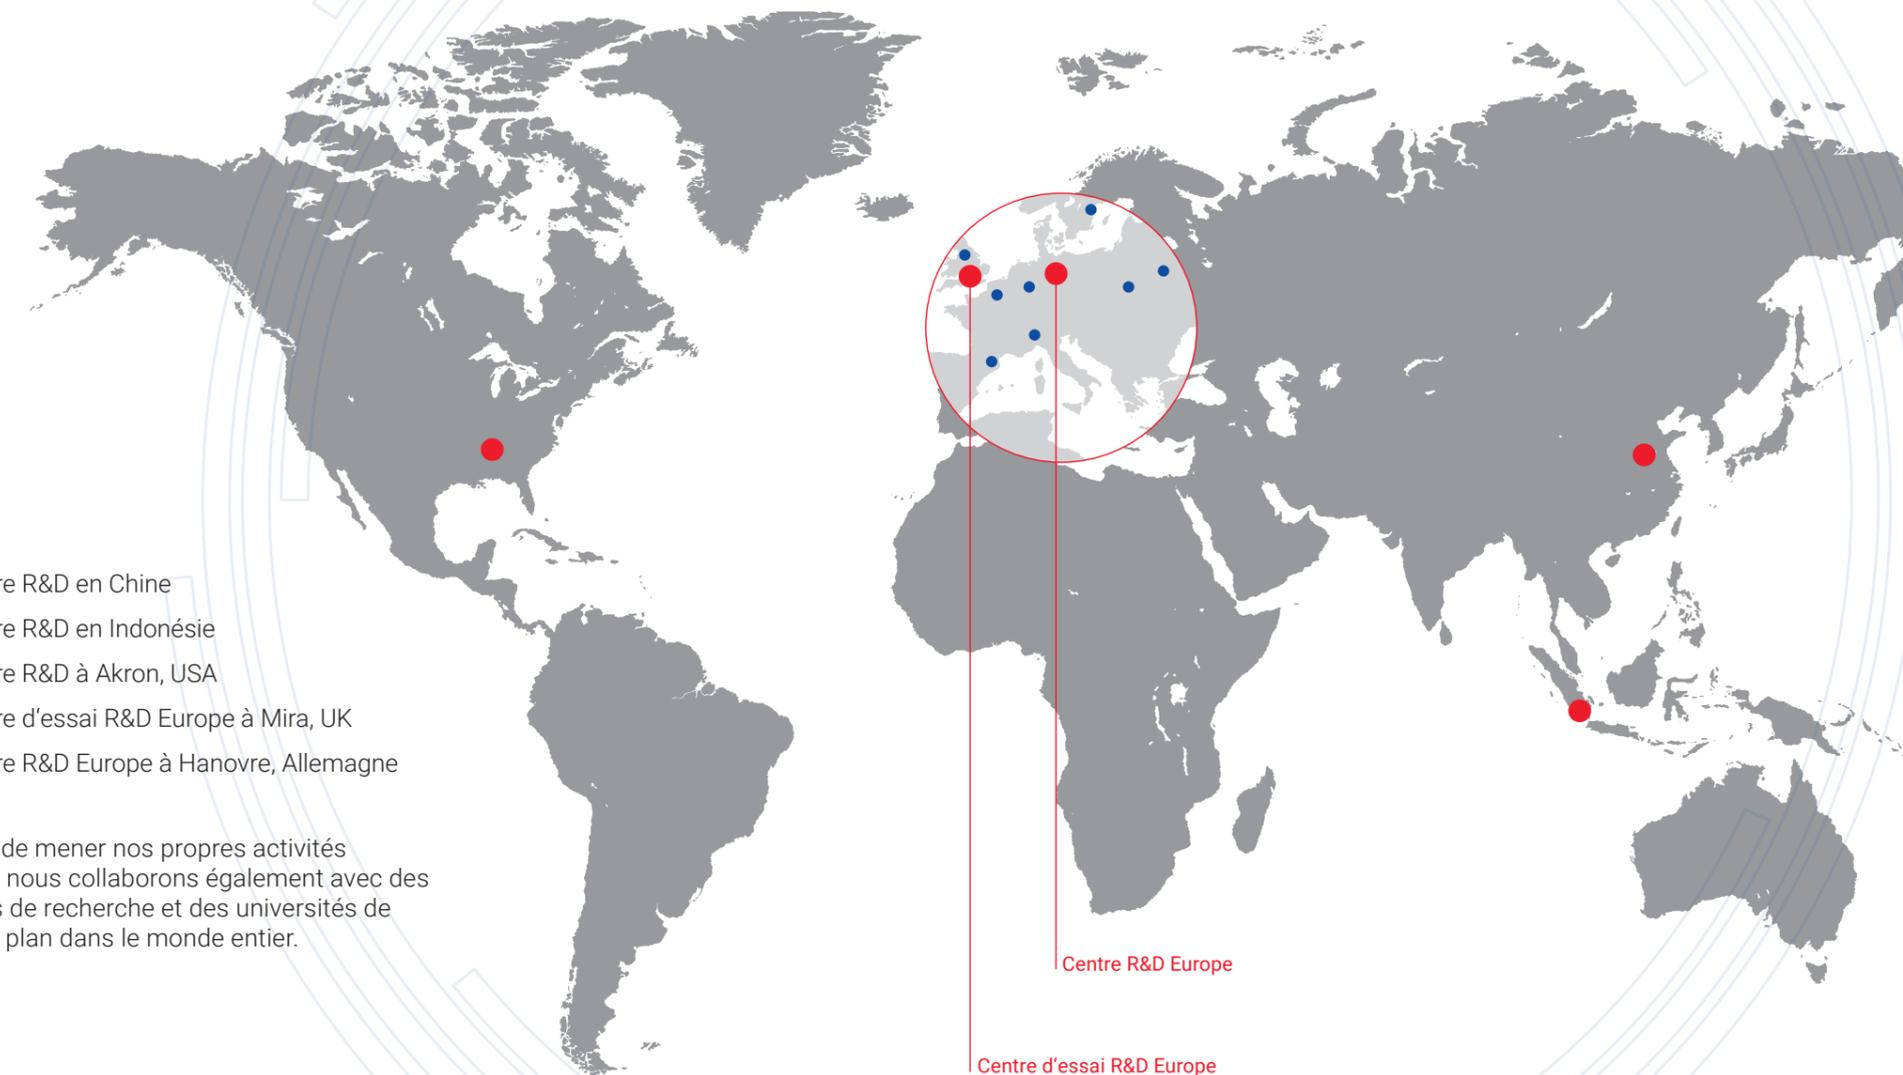 re R&D en Chine
re R&D en Indonésie
re R&D à Akron, USA
re d‘essai R&D Europe à Mira, UK
re R&D Europe à Hanovre, Allemagne
de mener nos propres activités
nous collaborons également avec des
s de recherche et des universités de
plan dans le monde entier.
Centre R&D Europe
Centre d‘essai R&D Europe